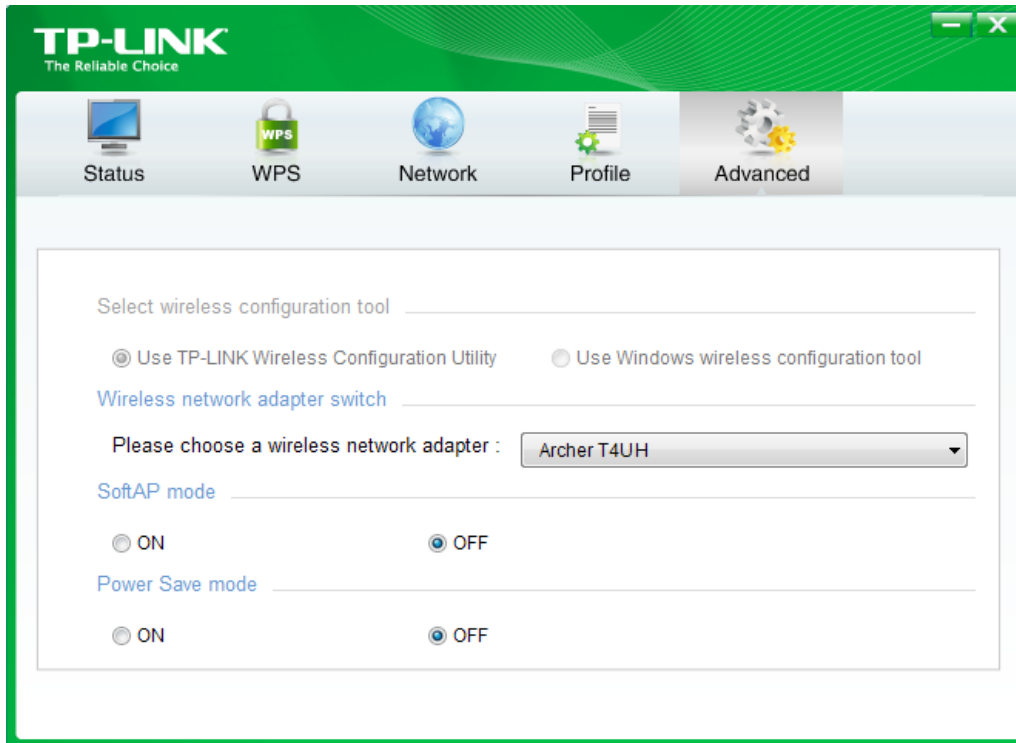 TP-LINK
The Reliable Choice
WPS
Status WPS Network Profile Advanced
Select wireless configuration tool
Use TP-LINK Wireless Configuration Utility Use Windows wireless configuration tool
Wireless network adapter switch
Please choose a wireless network adapter : Archer T4UH
SoftAP mode
ON OFF
Power Save mode
ON OFF